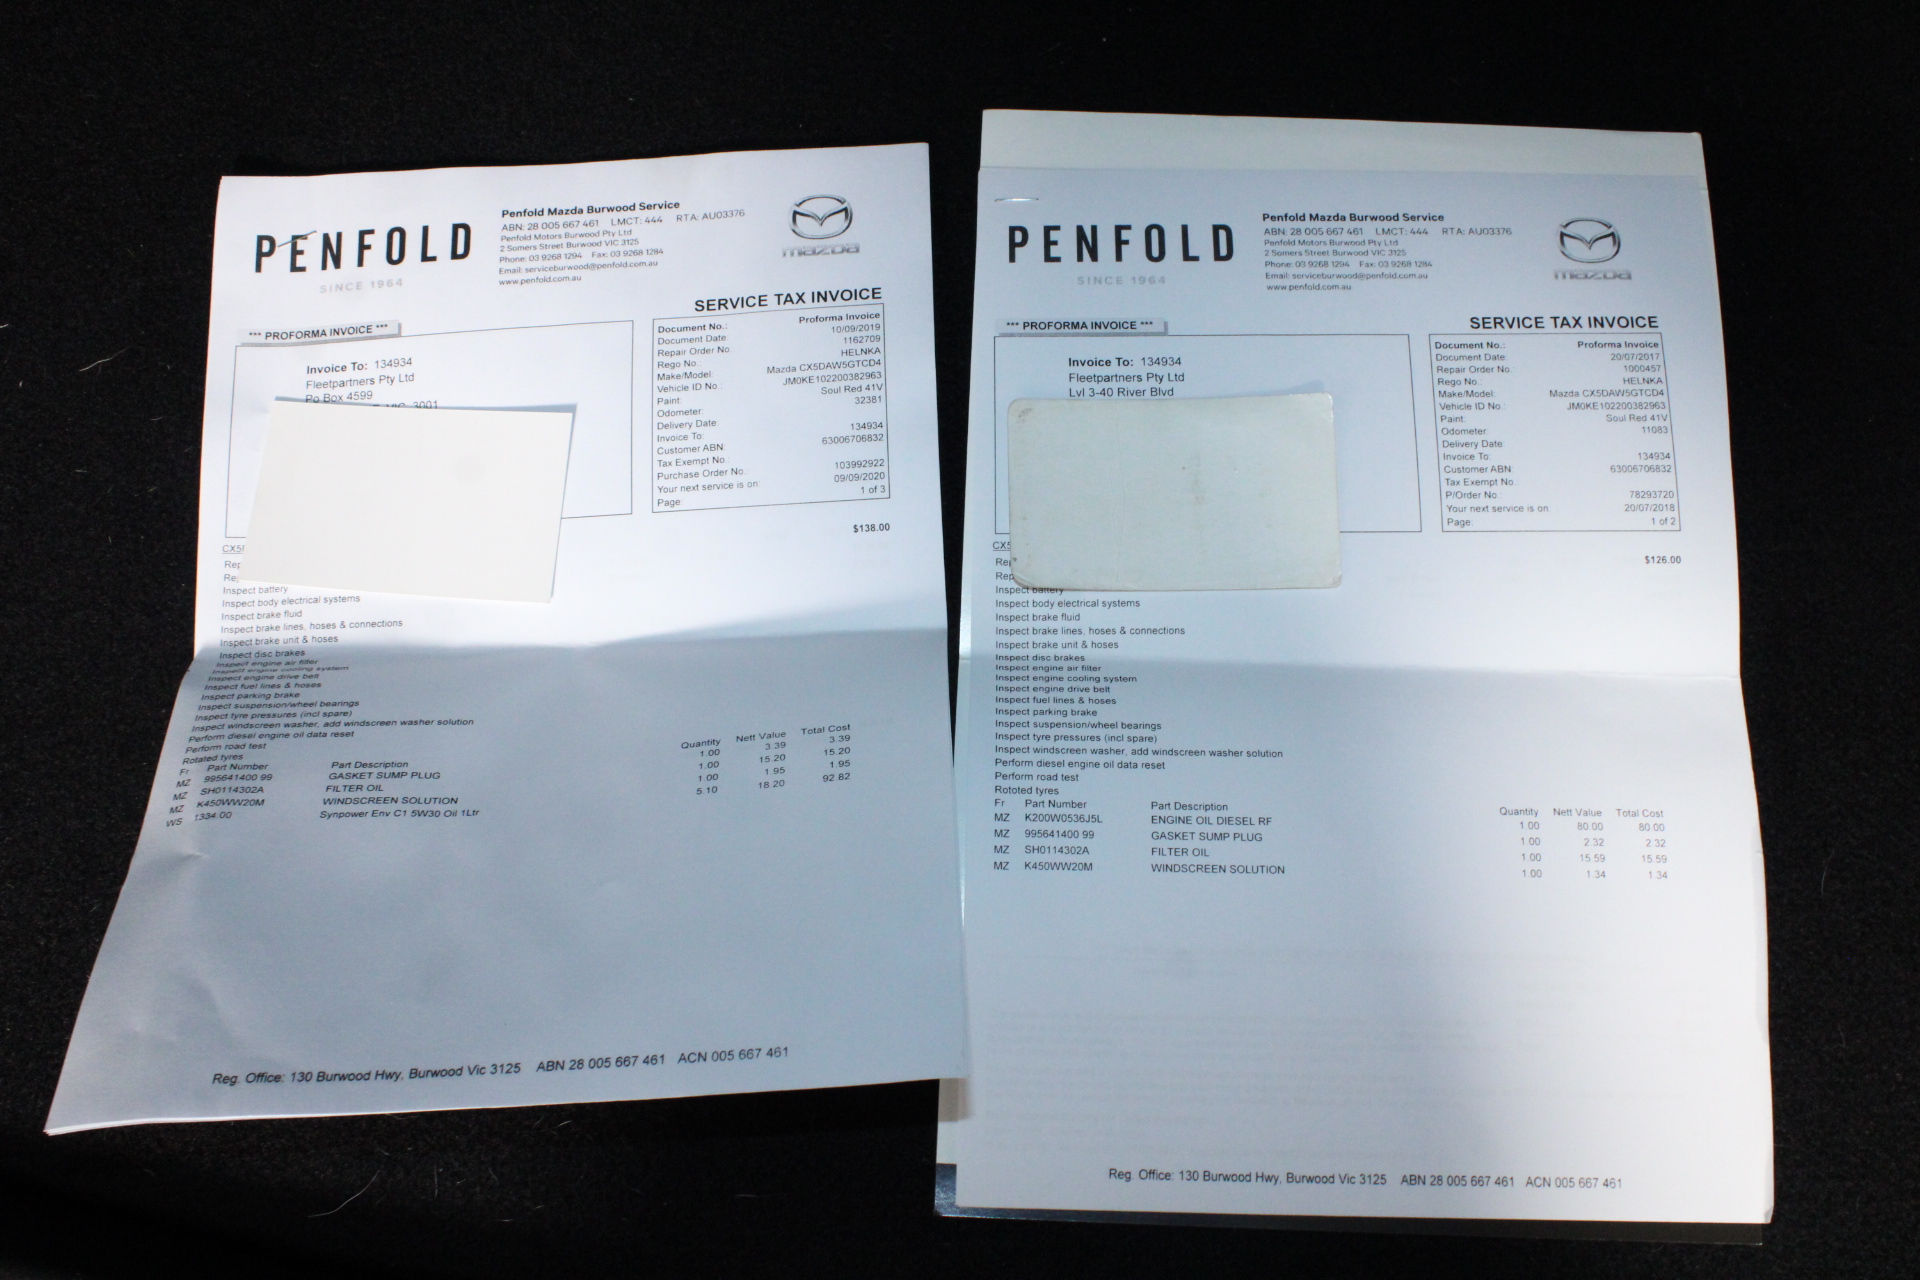 PENFOLD
SINCE 1964
Penfold Mazda Burwood Service
ABN: 28 005 667 461 LMCT: 444 RTA: AU03376
Penfold Motors Burwood Pty Ltd
2 Somers Street Burwood VIC 3125
Phone: 03 9268 1294 Fax: 03 9268 1284
Email: serviceburwood@penfold.com.au
www.penfold.com.au
mazda
SERVICE TAX INVOICE
*** PROFORMA INVOICE ***
Invoice To: 134934
Fleetpartners Pty Ltd
Po Box 4599
3001
Document No.: Proforma Invoice
Document Date: 10/09/2019
Repair Order No. 1162709
Rego No HELNKA
Make/Model: Mazda CX5DAW5GTCD4
Vehicle ID No.: JM0KE102200382963
Paint: Soul Red 41V
Odometer: 32381
Delivery Date:
Invoice To: 134934
Customer ABN: 63006706832
Tax Exempt No.:
Purchase Order No. 103992922
Your next service is on: 09/09/2020
Page: 1 of 3
$138.00
Inspect battery
Inspect body electrical systems
Inspect brake fluid
Inspect brake lines, hoses & connections
Inspect brake unit & hoses
Inspect disc brakes
Inspect engine air filter
Inspect engine cooling system
Inspect engine drive belt
Inspect fuel lines & hoses
Inspect parking brake
Inspect suspension/wheel bearings
Inspect tyre pressures (incl spare)
Inspect windscreen washer, add windscreen washer solution
Perform diesel engine oil data reset
Perform road test
Rotated tyres
Fr Part Number Part Description Quantity Nett Value Total Cost
MZ 995641400 99 GASKET SUMP PLUG 1.00 3.39 3.39
MZ SH0114302A FILTER OIL 1.00 15.20 15.20
MZ K450WW20M WINDSCREEN SOLUTION 1.00 1.95 1.95
WS 1334.00 Synpower Env C1 5W30 Oil 1Ltr 5.10 18.20 92.82
Reg. Office: 130 Burwood Hwy, Burwood Vic 3125 ABN 28 005 667 461 ACN 005 667 461
PENFOLD
SINCE 1964
Penfold Mazda Burwood Service
ABN: 28 005 667 461 LMCT: 444 RTA: AU03376
Penfold Motors Burwood Pty Ltd
2 Somers Street Burwood VIC 3125
Phone: 03 9268 1294 Fax: 03 9268 1284
Email: serviceburwood@penfold.com.au
www.penfold.com.au
mazda
SERVICE TAX INVOICE
*** PROFORMA INVOICE ***
Invoice To: 134934
Fleetpartners Pty Ltd
Lvl 3-40 River Blvd
Document No.: Proforma Invoice
Document Date: 20/07/2017
Repair Order No. 1000457
Rego No.: HELNKA
Make/Model: Mazda CX5DAW5GTCD4
Vehicle ID No.: JM0KE102200382963
Paint: Soul Red 41V
Odometer: 11083
Delivery Date:
Invoice To: 134934
Customer ABN: 63006706832
Tax Exempt No.:
P/Order No.: 78293720
Your next service is on: 20/07/2018
Page: 1 of 2
$126.00
Inspect battery
Inspect body electrical systems
Inspect brake fluid
Inspect brake lines, hoses & connections
Inspect brake unit & hoses
Inspect disc brakes
Inspect engine air filter
Inspect engine cooling system
Inspect engine drive belt
Inspect fuel lines & hoses
Inspect parking brake
Inspect suspension/wheel bearings
Inspect tyre pressures (incl spare)
Inspect windscreen washer, add windscreen washer solution
Perform diesel engine oil data reset
Perform road test
Rototed tyres
Fr Part Number Part Description Quantity Nett Value Total Cost
MZ K200W0536J5L ENGINE OIL DIESEL RF 1.00 80.00 80.00
MZ 995641400 99 GASKET SUMP PLUG 1.00 2.32 2.32
MZ SH0114302A FILTER OIL 1.00 15.59 15.59
MZ K450WW20M WINDSCREEN SOLUTION 1.00 1.34 1.34
Reg. Office: 130 Burwood Hwy, Burwood Vic 3125 ABN 28 005 667 461 ACN 005 667 461